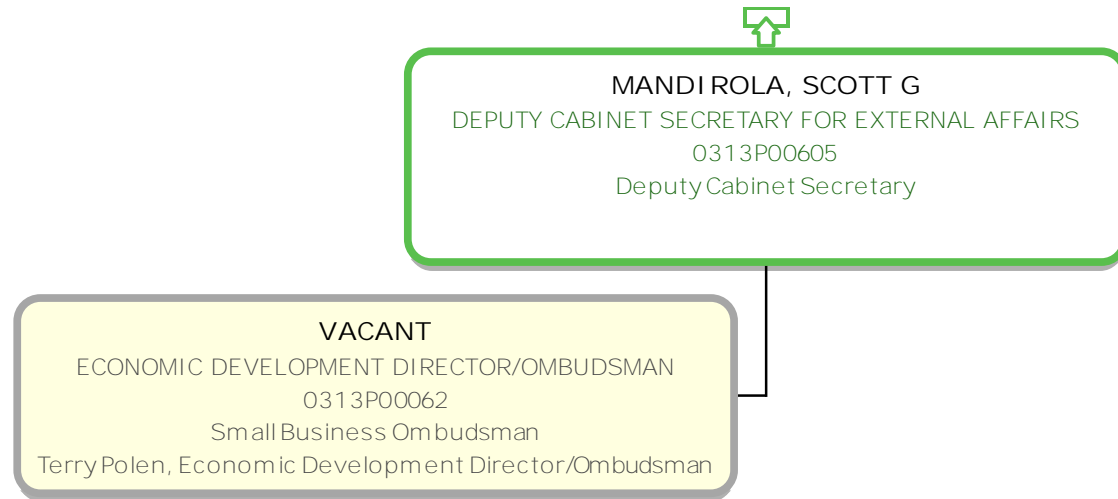 MANDIROLA, SCOTT G
DEPUTY CABINET SECRETARY FOR EXTERNAL AFFAIRS
0313P00605
Deputy Cabinet Secretary
VACANT
ECONOMIC DEVELOPMENT DIRECTOR/OMBUDSMAN
0313P00062
Small Business Ombudsman
Terry Polen, Economic Development Director/Ombudsman